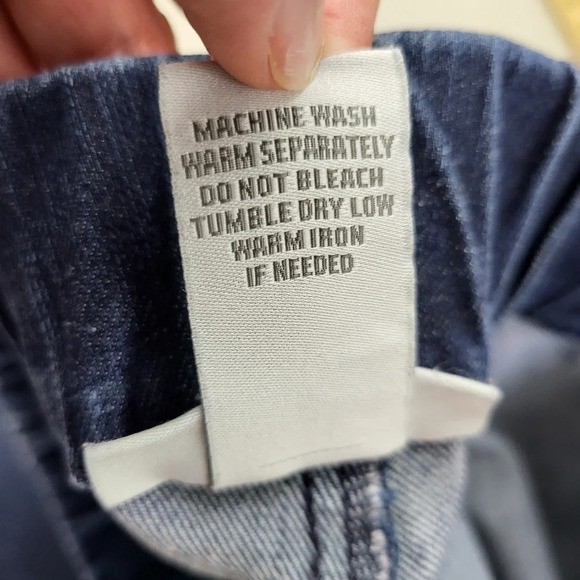 MACHINE WASH
WARM SEPARATELY
DO NOT BLEACH
TUMBLE DRY LOW
WARM IRON
IF NEEDED